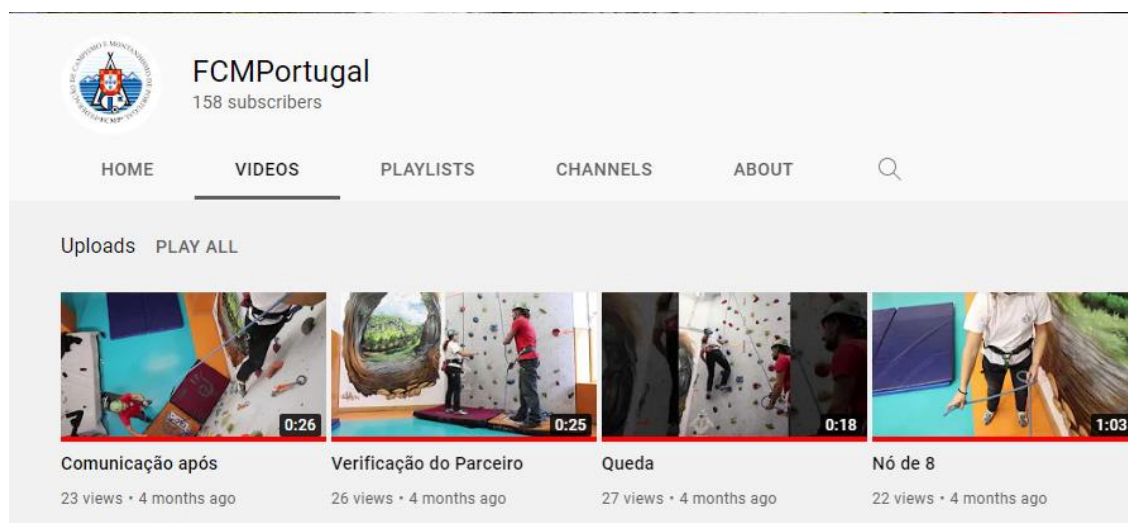 FCMPortugal
158 subscribers
HOME VIDEOS PLAYLISTS CHANNELS ABOUT
Uploads PLAY ALL
0:26 0:25 0:18 1:03
Comunicação após Verificação do Parceiro Queda Nó de 8
23 views • 4 months ago 26 views • 4 months ago 27 views • 4 months ago 22 views • 4 months ago